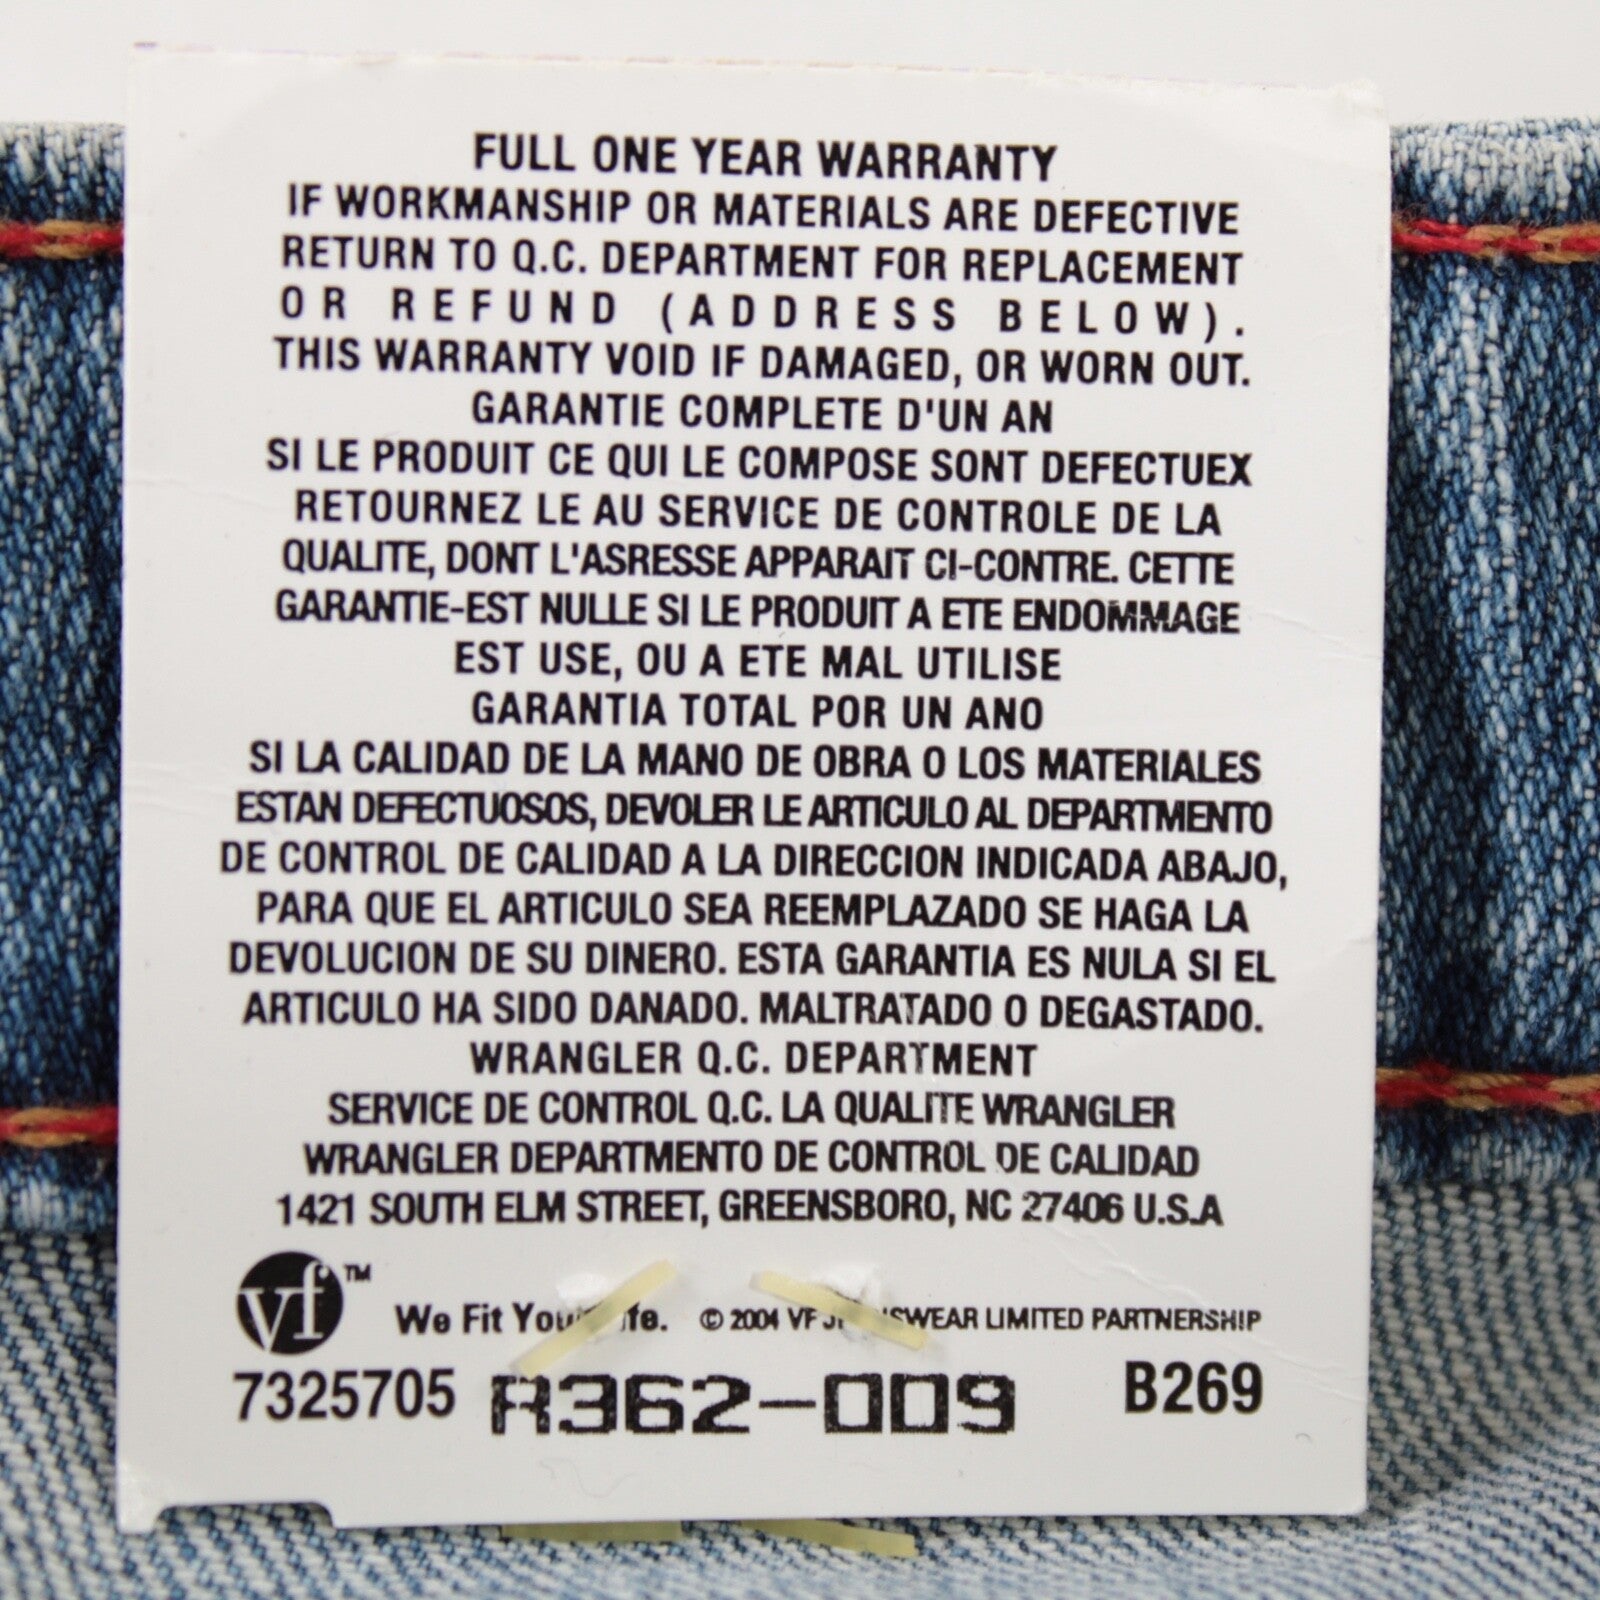 FULL ONE YEAR WARRANTY
IF WORKMANSHIP OR MATERIALS ARE DEFECTIVE
RETURN TO Q.C. DEPARTMENT FOR REPLACEMENT
OR REFUND (ADDRESS BELOW).
THIS WARRANTY VOID IF DAMAGED, OR WORN OUT.
GARANTIE COMPLETE D'UN AN
SI LE PRODUIT CE QUI LE COMPOSE SONT DEFECTUEX
RETOURNEZ LE AU SERVICE DE CONTROLE DE LA
QUALITE, DONT L'ASRESSE APPARAIT CI-CONTRE. CETTE
GARANTIE-EST NULLE SI LE PRODUIT A ETE ENDOMMAGE
EST USE, OU A ETE MAL UTILISE
GARANTIA TOTAL POR UN ANO
SI LA CALIDAD DE LA MANO DE OBRA O LOS MATERIALES
ESTAN DEFECTUOSOS, DEVOLER LE ARTICULO AL DEPARTMENTO
DE CONTROL DE CALIDAD A LA DIRECCION INDICADA ABAJO,
PARA QUE EL ARTICULO SEA REEMPLAZADO SE HAGA LA
DEVOLUCION DE SU DINERO. ESTA GARANTIA ES NULA SI EL
ARTICULO HA SIDO DANADO. MALTRATADO O DEGASTADO.
WRANGLER Q.C. DEPARTMENT
SERVICE DE CONTROL Q.C. LA QUALITE WRANGLER
WRANGLER DEPARTMENTO DE CONTROL DE CALIDAD
1421 SOUTH ELM STREET, GREENSBORO, NC 27406 U.S.A
vf™ We Fit © 2004 VF LIMITED PARTNERSHIP
7325705 A362-009 B269